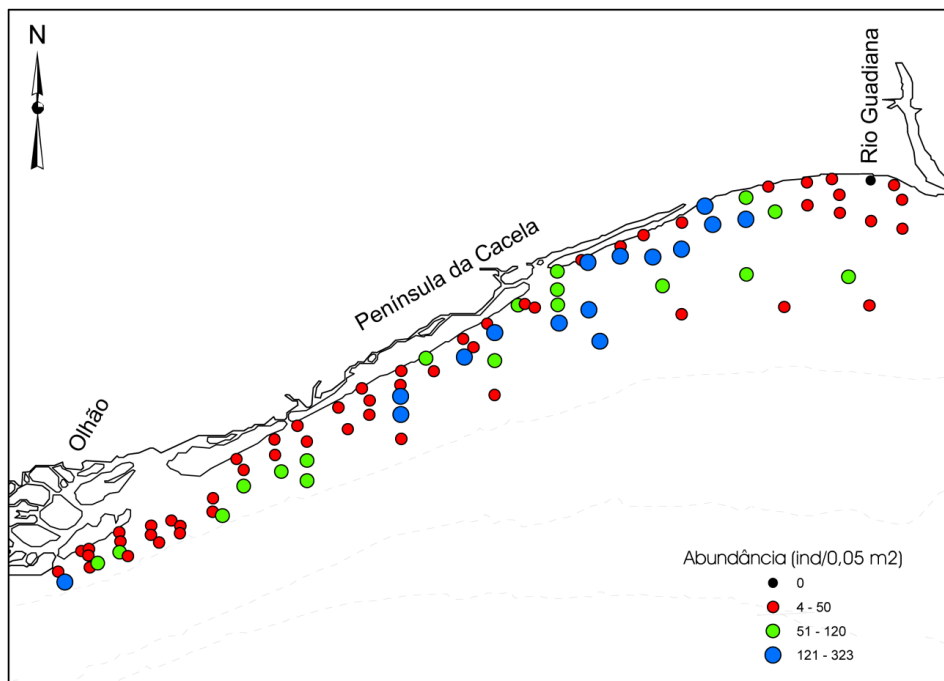 N
Rio Guadiana
Península da Cacela
Olhão
Abundância (ind/0,05 m2)
0
4 - 50
51 - 120
121 - 323